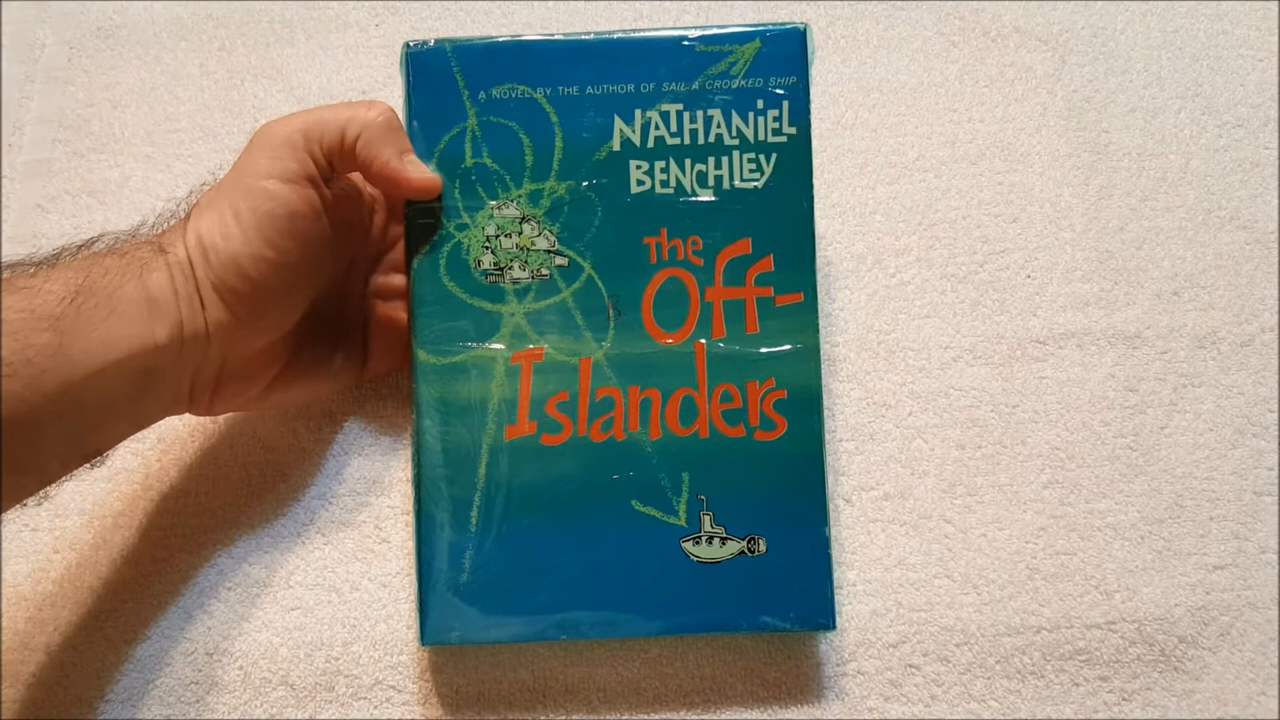 A NOVEL BY THE AUTHOR OF SAIL A CROOKED SHIP
NATHANIEL
BENCHLEY
The
Off-
Islanders